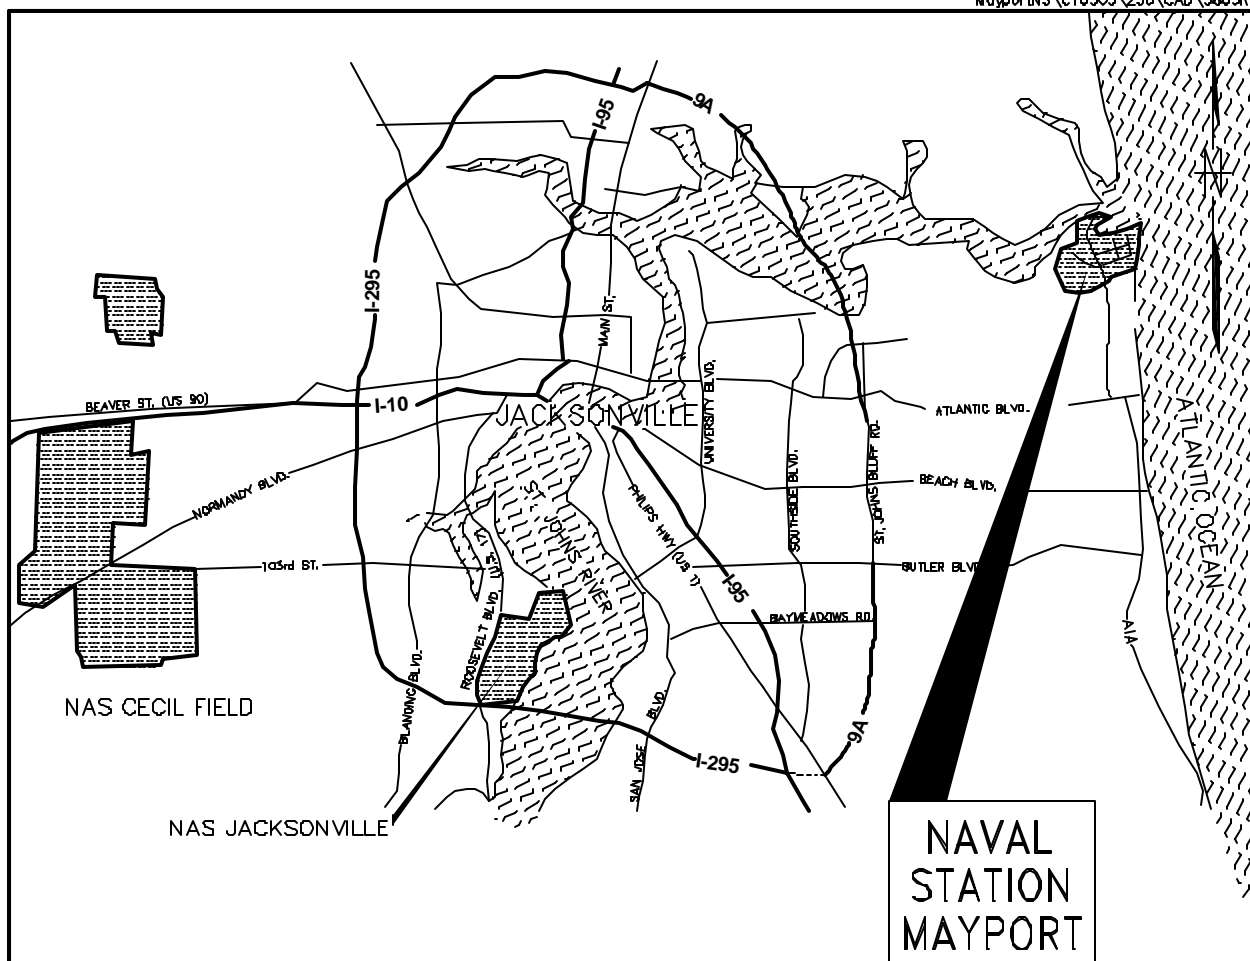 9A
I-95
I-295
MAIN ST.
BEAVER ST. (US 90)
I-10
JACKSONVILLE
UNIVERSITY BLVD.
ATLANTIC BLVD.
ATLANTIC OCEAN
NORMANDY BLVD.
SOUTHSIDE BLVD.
ST. JOHNS BLUFF RD.
BEACH BLVD.
ST. JOHNS RIVER
PHILIPS HWY (US 1)
103rd ST.
(U.S. 17)
BUTLER BLVD.
I-95
BAYMEADOWS RD.
A1A
ROOSEVELT BLVD.
BLANDING BLVD.
NAS CECIL FIELD
SAN JOSE BLVD.
9A
I-295
NAS JACKSONVILLE
NAVAL
STATION
MAYPORT